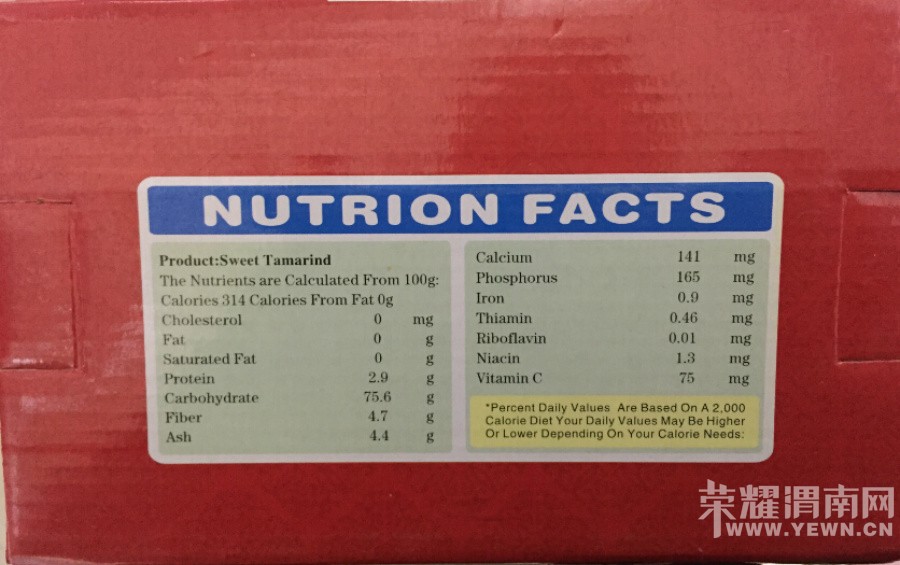 NUTRION FACTS
Product:Sweet Tamarind
The Nutrients are Calculated From 100g:
Calories 314 Calories From Fat 0g
Cholesterol 0 mg
Fat 0 g
Saturated Fat 0 g
Protein 2.9 g
Carbohydrate 75.6 g
Fiber 4.7 g
Ash 4.4 g
Calcium 141 mg
Phosphorus 165 mg
Iron 0.9 mg
Thiamin 0.46 mg
Riboflavin 0.01 mg
Niacin 1.3 mg
Vitamin C 75 mg
*Percent Daily Values Are Based On A 2,000
Calorie Diet Your Daily Values May Be Higher
Or Lower Depending On Your Calorie Needs:
荣耀渭南网
WWW.YEWN.CN